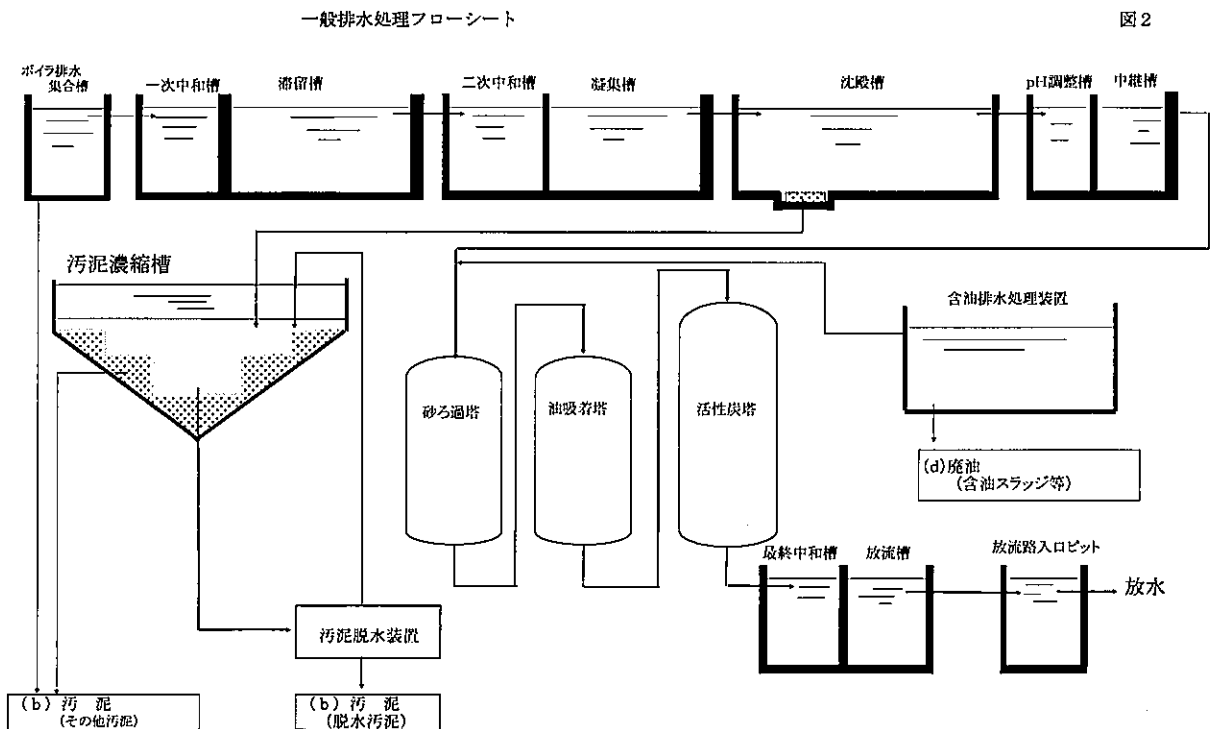 一般排水処理フローシート
図2
ボイラ排水
集合槽
一次中和槽
滞留槽
二次中和槽
凝集槽
沈殿槽
pH調整槽
中継槽
汚泥濃縮槽
含油排水処理装置
砂ろ過塔
油吸着塔
活性炭塔
(d)廃油
(含油スラッジ等)
最終中和槽
放流槽
放流路入口ピット
放水
汚泥脱水装置
(b) 汚 泥
(その他汚泥)
(b) 汚 泥
(脱水汚泥)